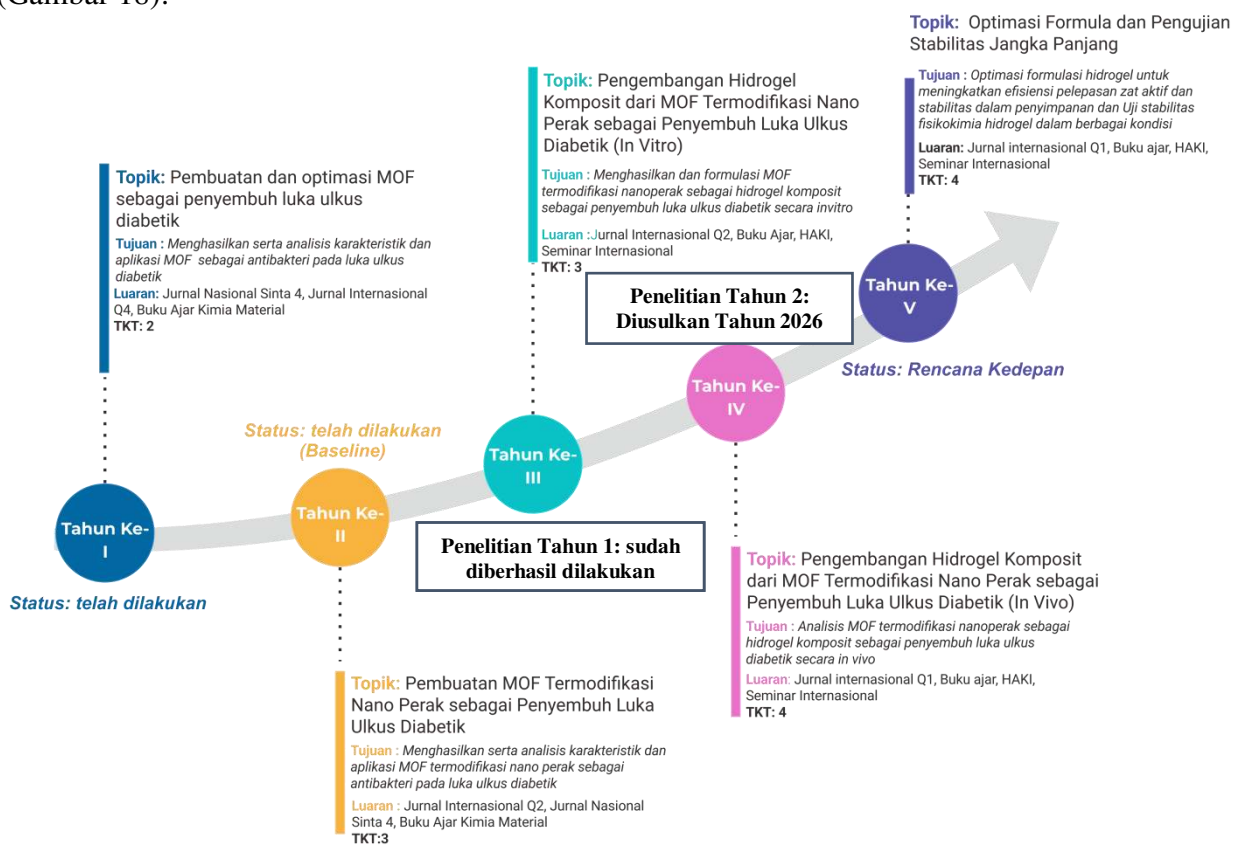 (Gambar 16).
Topik: Optimasi Formula dan Pengujian
Stabilitas Jangka Panjang
Tujuan : Optimasi formulasi hidrogel untuk
meningkatkan efisiensi pelepasan zat aktif dan
stabilitas dalam penyimpanan dan Uji stabilitas
fisikokimia hidrogel dalam berbagai kondisi
Luaran: Jurnal internasional Q1, Buku ajar, HAKI,
Seminar Internasional
TKT: 4
Topik: Pengembangan Hidrogel
Komposit dari MOF Termodifikasi Nano
Perak sebagai Penyembuh Luka Ulkus
Diabetik (In Vitro)
Tujuan : Menghasilkan dan formulasi MOF
termodifikasi nanoperak sebagai hidrogel komposit
sebagai penyembuh luka ulkus diabetik secara invitro
Luaran :Jurnal Internasional Q2, Buku Ajar, HAKI,
Seminar Internasional
TKT: 3
Topik: Pembuatan dan optimasi MOF
sebagai penyembuh luka ulkus
diabetik
Tujuan : Menghasilkan serta analisis karakteristik dan
aplikasi MOF sebagai antibakteri pada luka ulkus
diabetik
Luaran: Jurnal Nasional Sinta 4, Jurnal Internasional
Q4, Buku Ajar Kimia Material
TKT: 2
Penelitian Tahun 2:
Diusulkan Tahun 2026
Tahun Ke-
V
Status: Rencana Kedepan
Tahun Ke-
IV
Status: telah dilakukan
(Baseline)
Tahun Ke-
III
Tahun Ke-
II
Tahun Ke-
I
Status: telah dilakukan
Penelitian Tahun 1: sudah
diberhasil dilakukan
Topik: Pengembangan Hidrogel Komposit
dari MOF Termodifikasi Nano Perak sebagai
Penyembuh Luka Ulkus Diabetik (In Vivo)
Tujuan : Analisis MOF termodifikasi nanoperak sebagai
hidrogel komposit sebagai penyembuh luka ulkus
diabetik secara in vivo
Luaran: Jurnal internasional Q1, Buku ajar, HAKI,
Seminar Internasional
TKT: 4
Topik: Pembuatan MOF Termodifikasi
Nano Perak sebagai Penyembuh Luka
Ulkus Diabetik
Tujuan : Menghasilkan serta analisis karakteristik dan
aplikasi MOF termodifikasi nano perak sebagai
antibakteri pada luka ulkus diabetik
Luaran : Jurnal Internasional Q2, Jurnal Nasional
Sinta 4, Buku Ajar Kimia Material
TKT:3